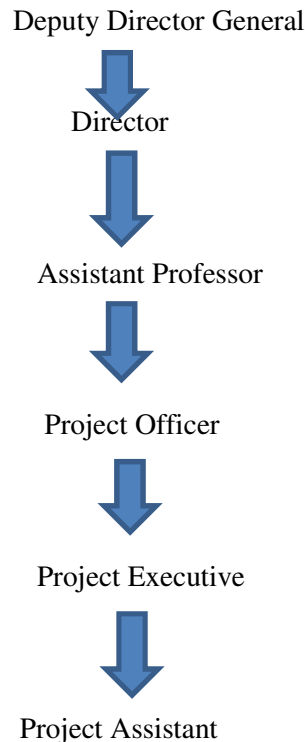 Deputy Director General
Director
Assistant Professor
Project Officer
Project Executive
Project Assistant